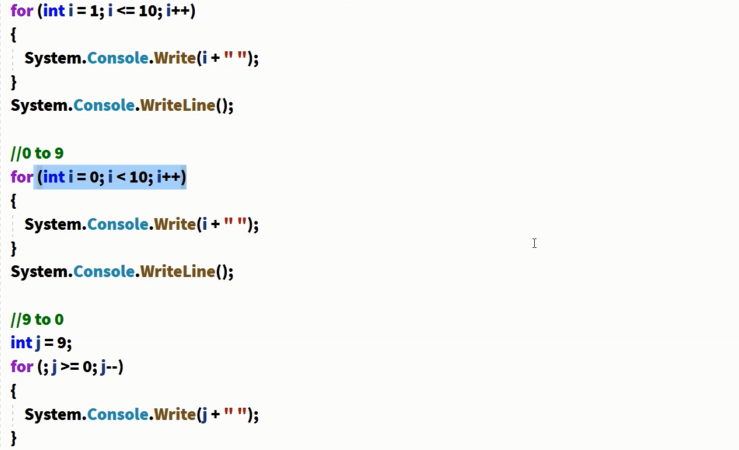 for (int i = 1; i <= 10; i++)
{
System.Console.Write(i + " ");
}
System.Console.WriteLine();
//0 to 9
for (int i = 0; i < 10; i++)
{
System.Console.Write(i + " ");
}
System.Console.WriteLine();
//9 to 0
int j = 9;
for (; j >= 0; j--)
{
System.Console.Write(j + " ");
}